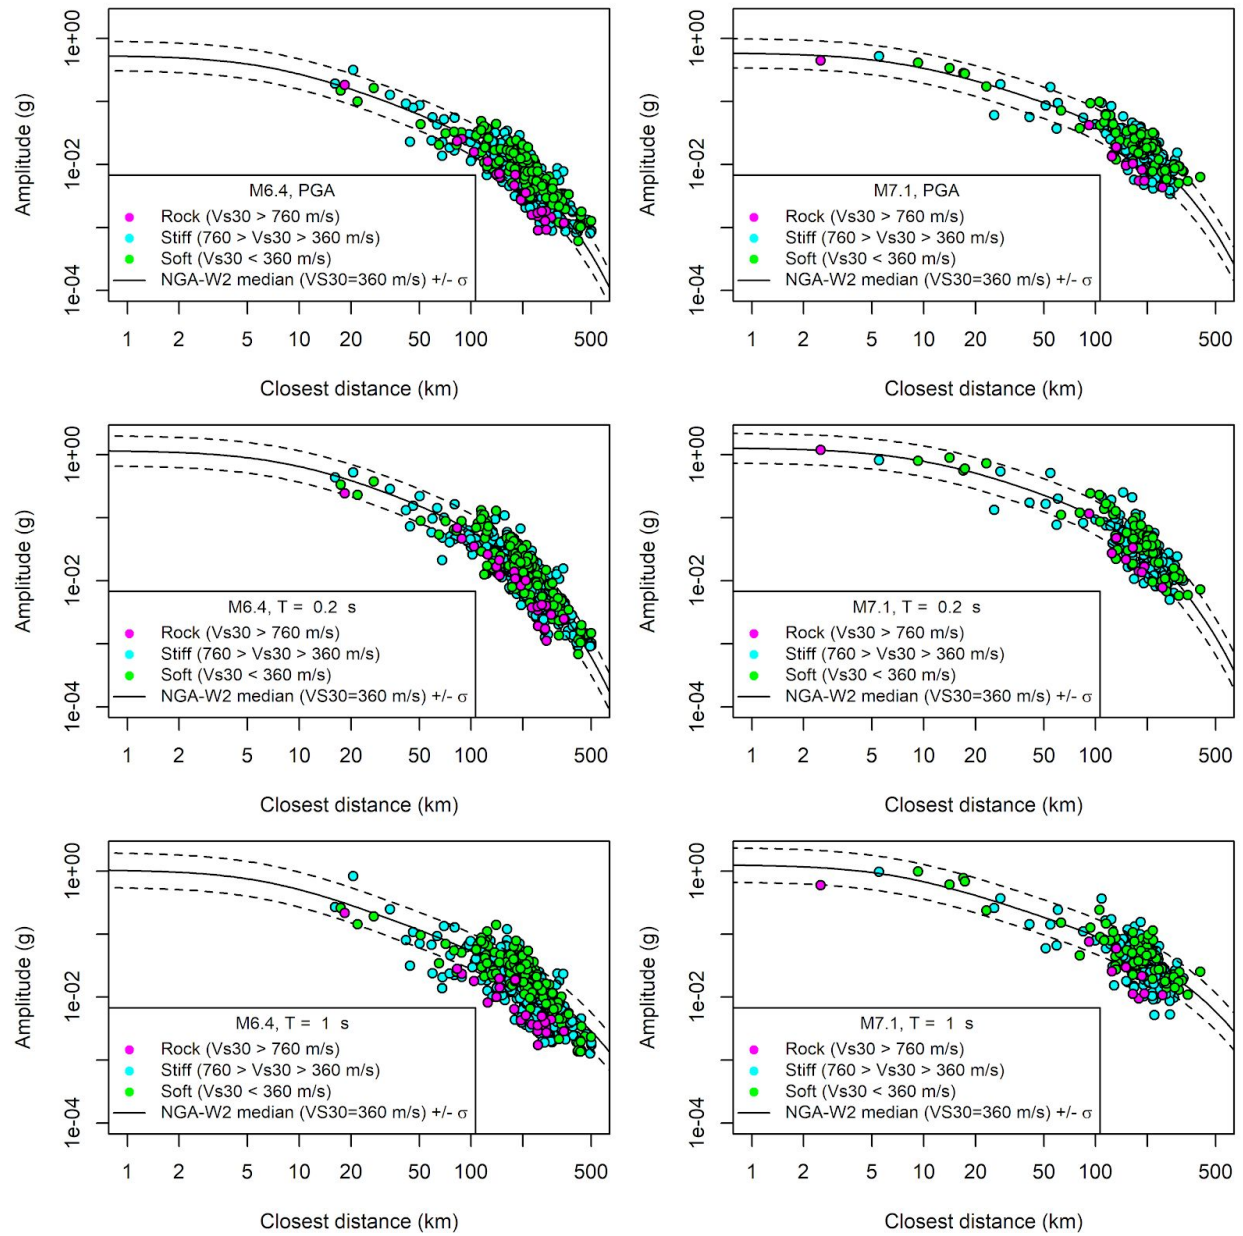 Amplitude (g)
1e+00
1e-02
1e-04
M6.4, PGA
Rock (Vs30 > 760 m/s)
Stiff (760 > Vs30 > 360 m/s)
Soft (Vs30 < 360 m/s)
NGA-W2 median (VS30=360 m/s) +/- σ
1 2 5 10 20 50 100 500
Closest distance (km)
Amplitude (g)
1e+00
1e-02
1e-04
M7.1, PGA
Rock (Vs30 > 760 m/s)
Stiff (760 > Vs30 > 360 m/s)
Soft (Vs30 < 360 m/s)
NGA-W2 median (VS30=360 m/s) +/- σ
1 2 5 10 20 50 100 500
Closest distance (km)
Amplitude (g)
1e+00
1e-02
1e-04
M6.4, T = 0.2 s
Rock (Vs30 > 760 m/s)
Stiff (760 > Vs30 > 360 m/s)
Soft (Vs30 < 360 m/s)
NGA-W2 median (VS30=360 m/s) +/- σ
1 2 5 10 20 50 100 500
Closest distance (km)
Amplitude (g)
1e+00
1e-02
1e-04
M7.1, T = 0.2 s
Rock (Vs30 > 760 m/s)
Stiff (760 > Vs30 > 360 m/s)
Soft (Vs30 < 360 m/s)
NGA-W2 median (VS30=360 m/s) +/- σ
1 2 5 10 20 50 100 500
Closest distance (km)
Amplitude (g)
1e+00
1e-02
1e-04
M6.4, T = 1 s
Rock (Vs30 > 760 m/s)
Stiff (760 > Vs30 > 360 m/s)
Soft (Vs30 < 360 m/s)
NGA-W2 median (VS30=360 m/s) +/- σ
1 2 5 10 20 50 100 500
Closest distance (km)
Amplitude (g)
1e+00
1e-02
1e-04
M7.1, T = 1 s
Rock (Vs30 > 760 m/s)
Stiff (760 > Vs30 > 360 m/s)
Soft (Vs30 < 360 m/s)
NGA-W2 median (VS30=360 m/s) +/- σ
1 2 5 10 20 50 100 500
Closest distance (km)